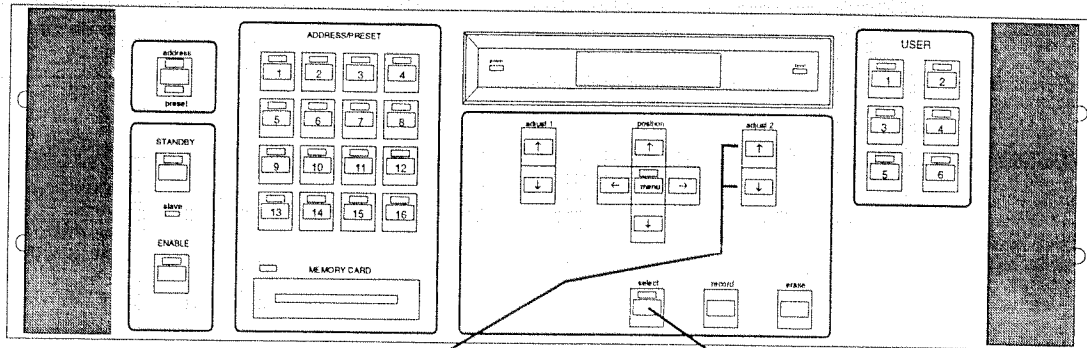 address
preset
STANDBY
slave
ENABLE
ADDRESS/PRESET
1 2 3 4
5 6 7 8
9 10 11 12
13 14 15 16
MEMORY CARD
adjust 1 position adjust 2
↑ ↑ ↑
↓ ← menu → ↓
↓
select record erase
USER
1 2
3 4
5 6